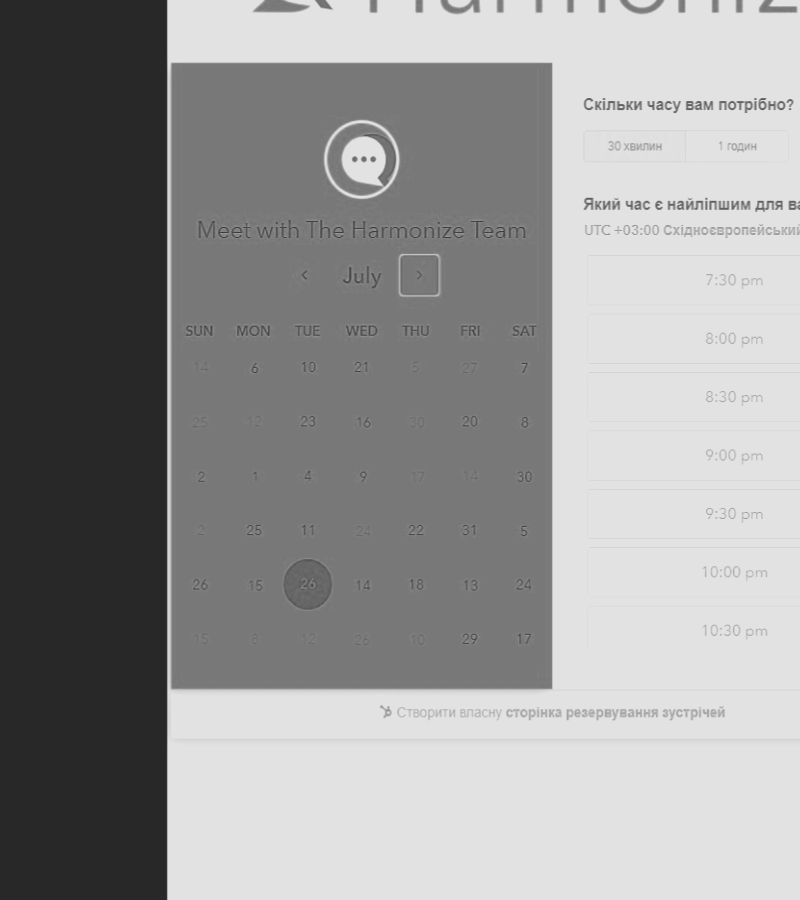 Скільки часу вам потрібно?
30 хвилин 1 годин
Meet with The Harmonize Team
‹ July ›
SUN MON TUE WED THU FRI SAT
14 6 10 21 5 27 7
25 12 23 16 30 20 8
2 1 4 9 17 14 30
2 25 11 24 22 31 5
26 15 26 14 18 13 24
15 8 12 26 10 29 17
Який час є найліпшим для
UTC +03:00
7:30 pm
8:00 pm
8:30 pm
9:00 pm
9:30 pm
10:00 pm
10:30 pm
Створити власну сторінка резервування зустрічей